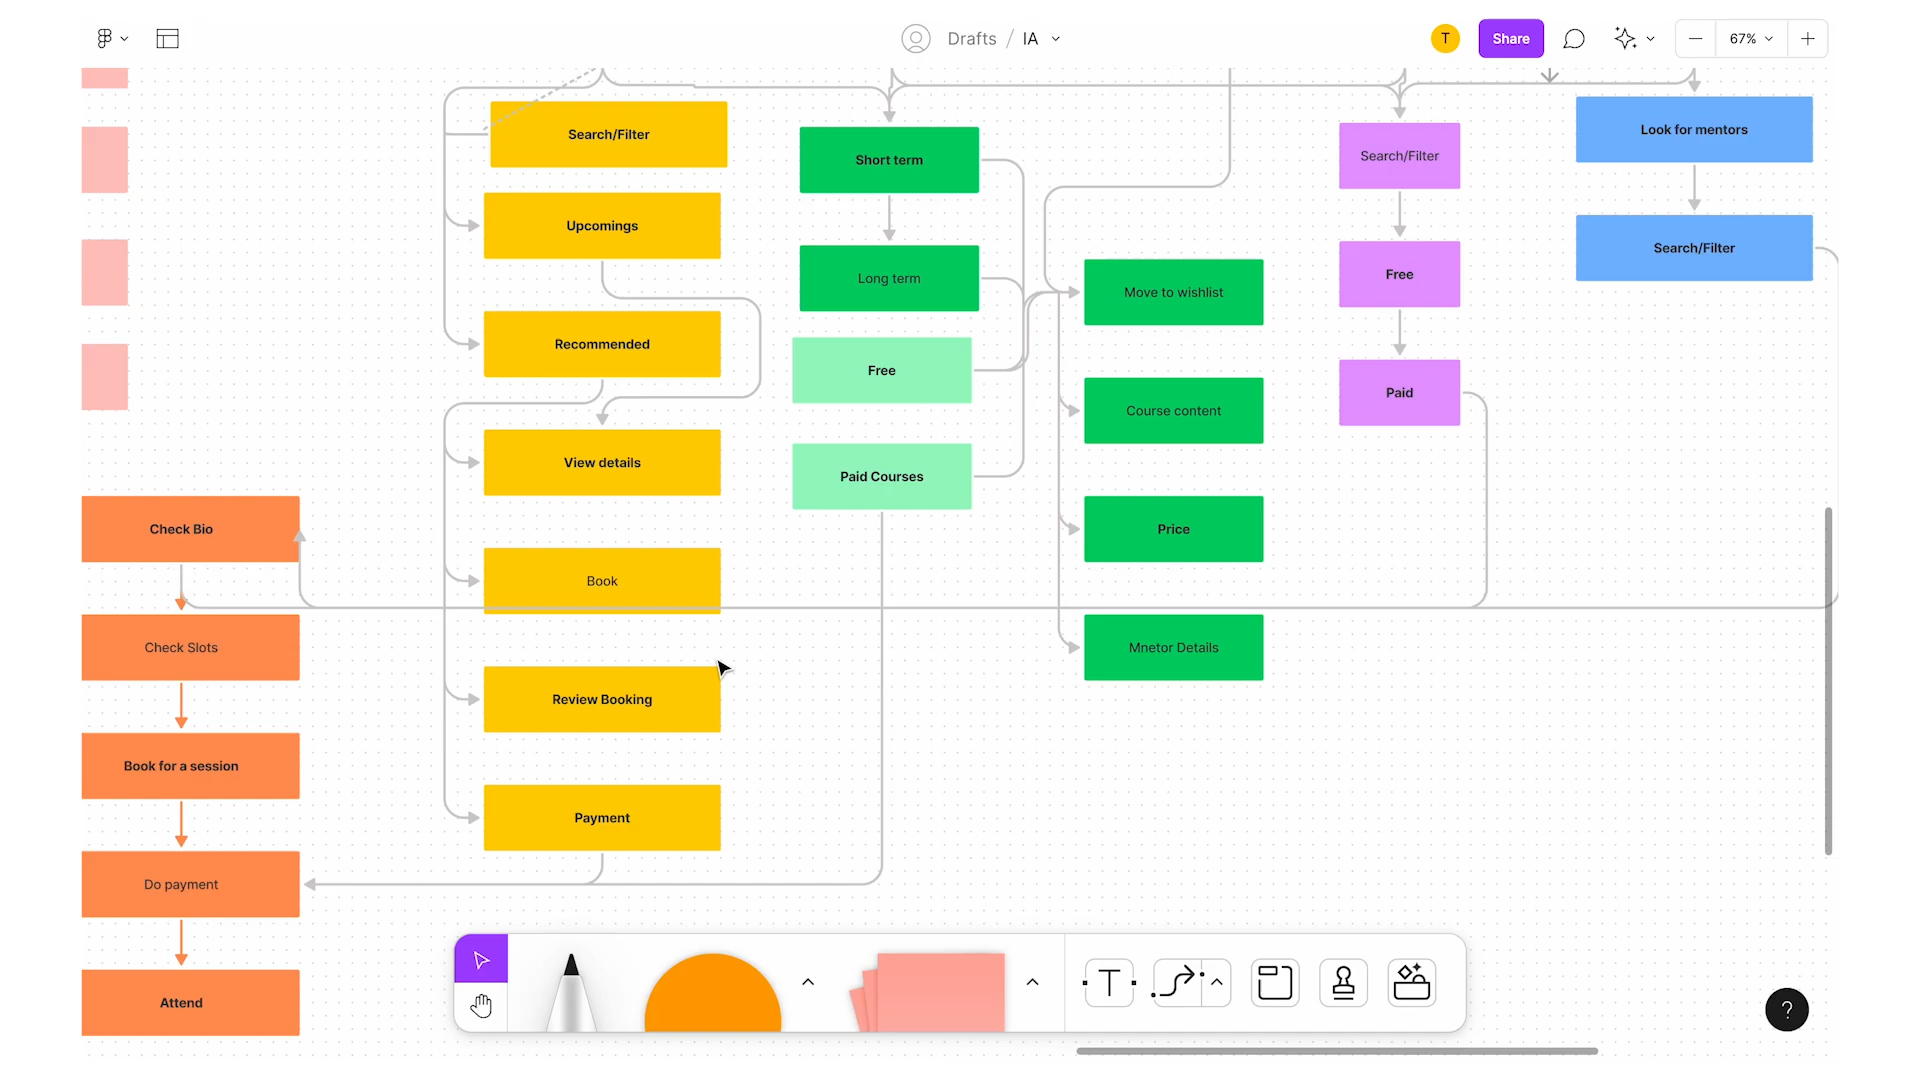 Drafts / IA
T
Share
67%
Search/Filter
Upcomings
Recommended
View details
Book
Review Booking
Payment
Short term
Long term
Free
Paid Courses
Move to wishlist
Course content
Price
Mnetor Details
Search/Filter
Free
Paid
Look for mentors
Search/Filter
Check Bio
Check Slots
Book for a session
Do payment
Attend
T
?